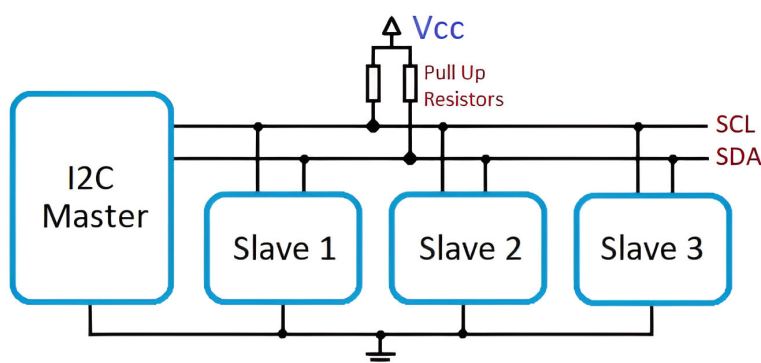 Vcc
Pull Up
Resistors
SCL
SDA
I2C
Master
Slave 1
Slave 2
Slave 3